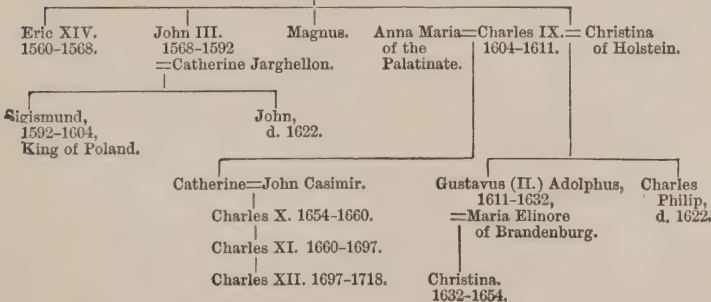 Eric XIV.
1560-1568.
John III.
1568-1592
=Catherine Jarghellon.
Magnus.
Anna Maria=Charles IX.=Christina
of the 1604-1611. of Holstein.
Palatinate.
Sigismund,
1592-1604,
King of Poland.
John,
d. 1622.
Catherine=John Casimir.
Charles X. 1654-1660.
Charles XI. 1660-1697.
Charles XII. 1697-1718.
Gustavus (II.) Adolphus,
1611-1632,
=Maria Elinore
of Brandenburg.
Christina.
1632-1654.
Charles
Philip,
d. 1622.